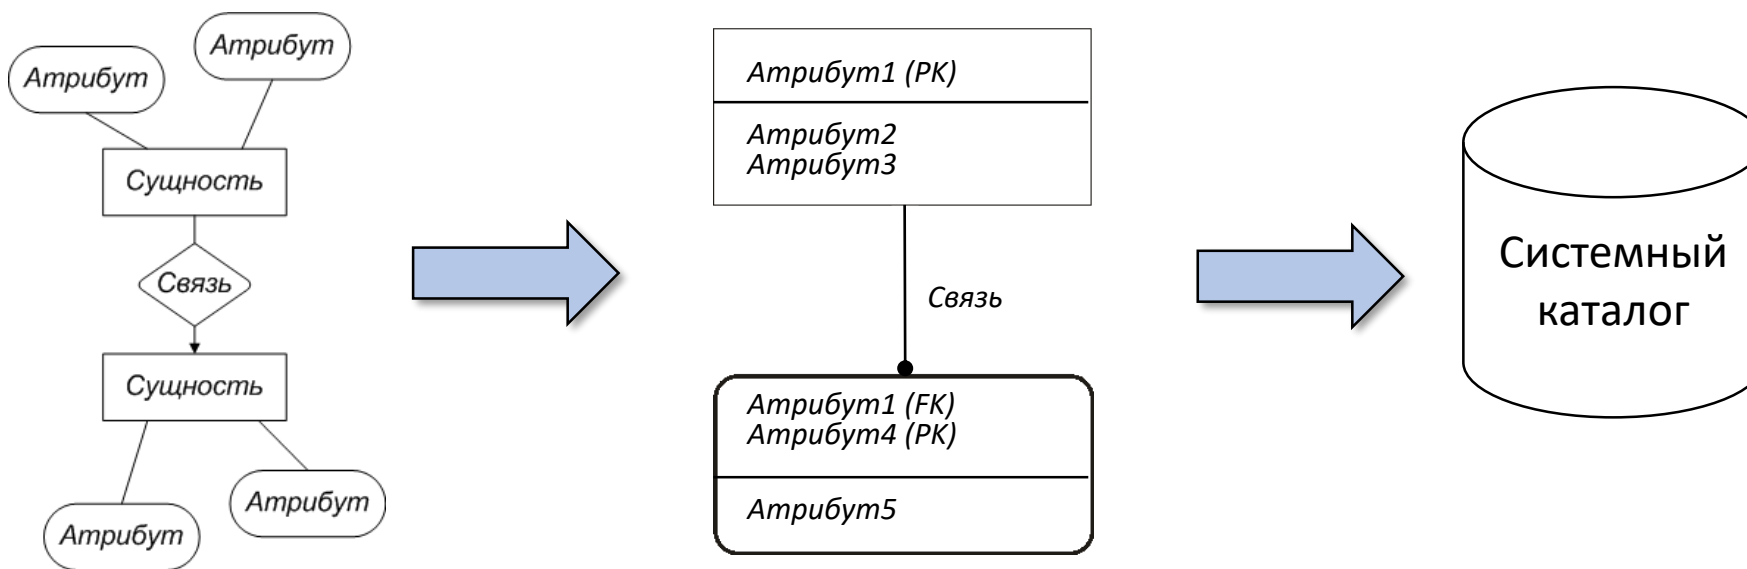 Атрибут
Атрибут
Сущность
Связь
Сущность
Атрибут
Атрибут
Атрибут1 (PK)
Атрибут2
Атрибут3
Связь
Атрибут1 (FK)
Атрибут4 (PK)
Атрибут5
Системный
каталог